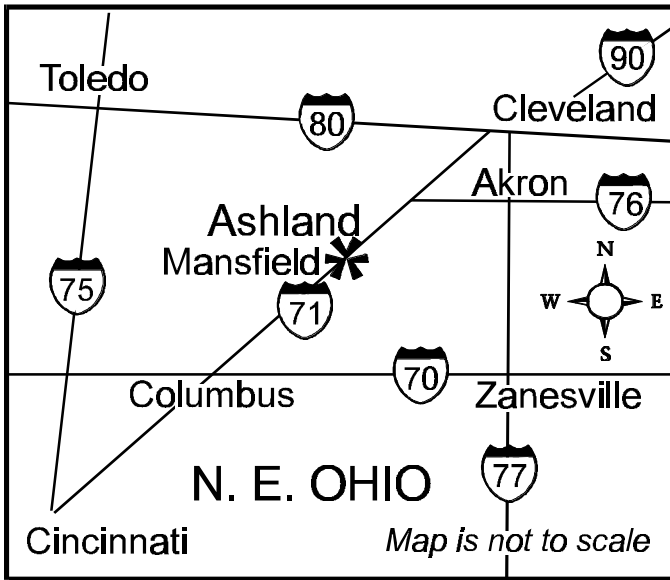 90
Toledo
Cleveland
80
Akron
76
Ashland
Mansfield
N
W E
S
75
71
70
Columbus
Zanesville
77
N. E. OHIO
Cincinnati
Map is not to scale